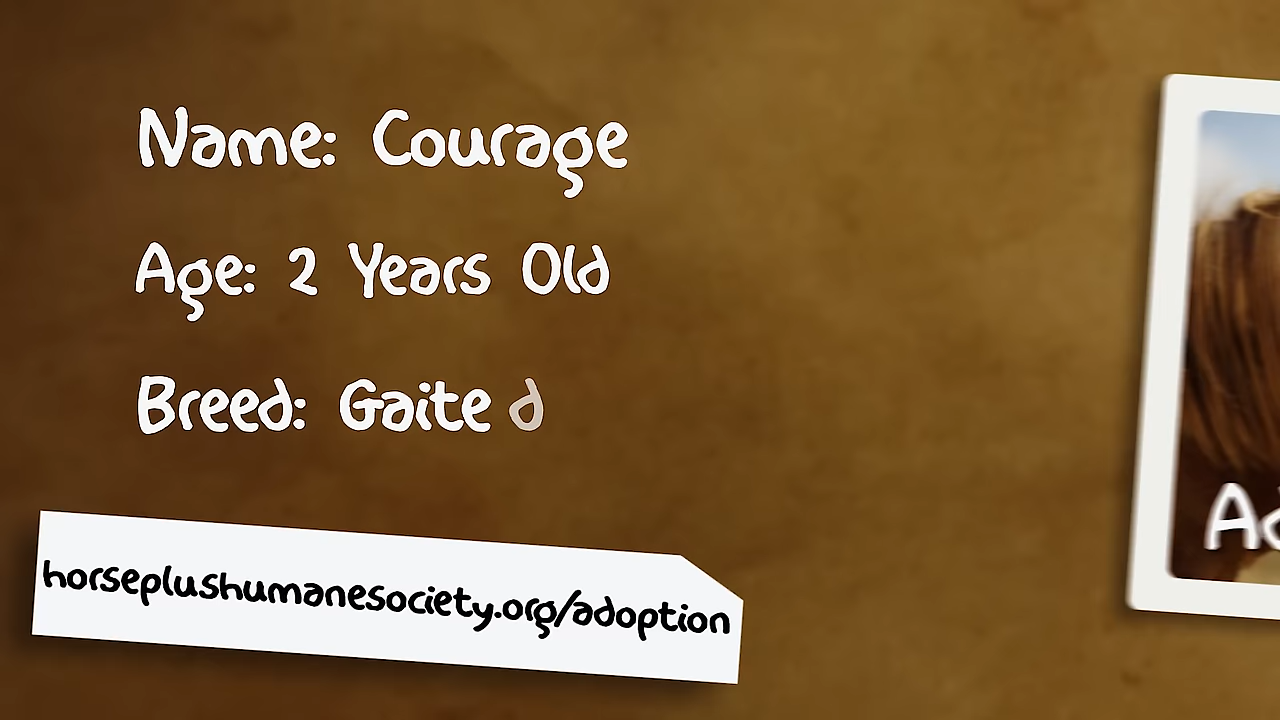 Name: Courage
Age: 2 Years Old
Breed: Gaited
horseplushumanesociety.org/adoption